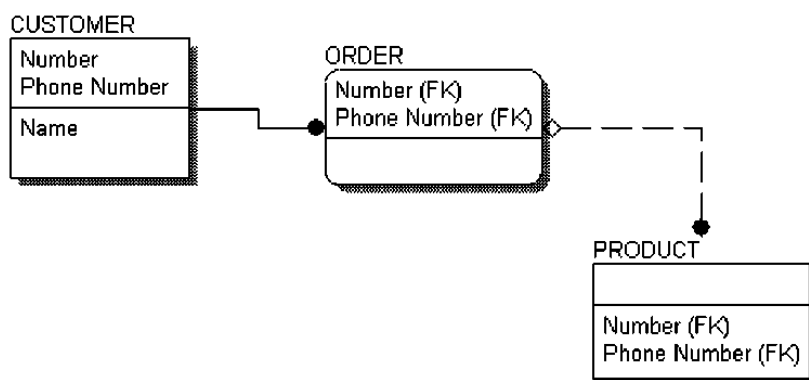 CUSTOMER
Number
Phone Number
Name
ORDER
Number (FK)
Phone Number (FK)
PRODUCT
Number (FK)
Phone Number (FK)